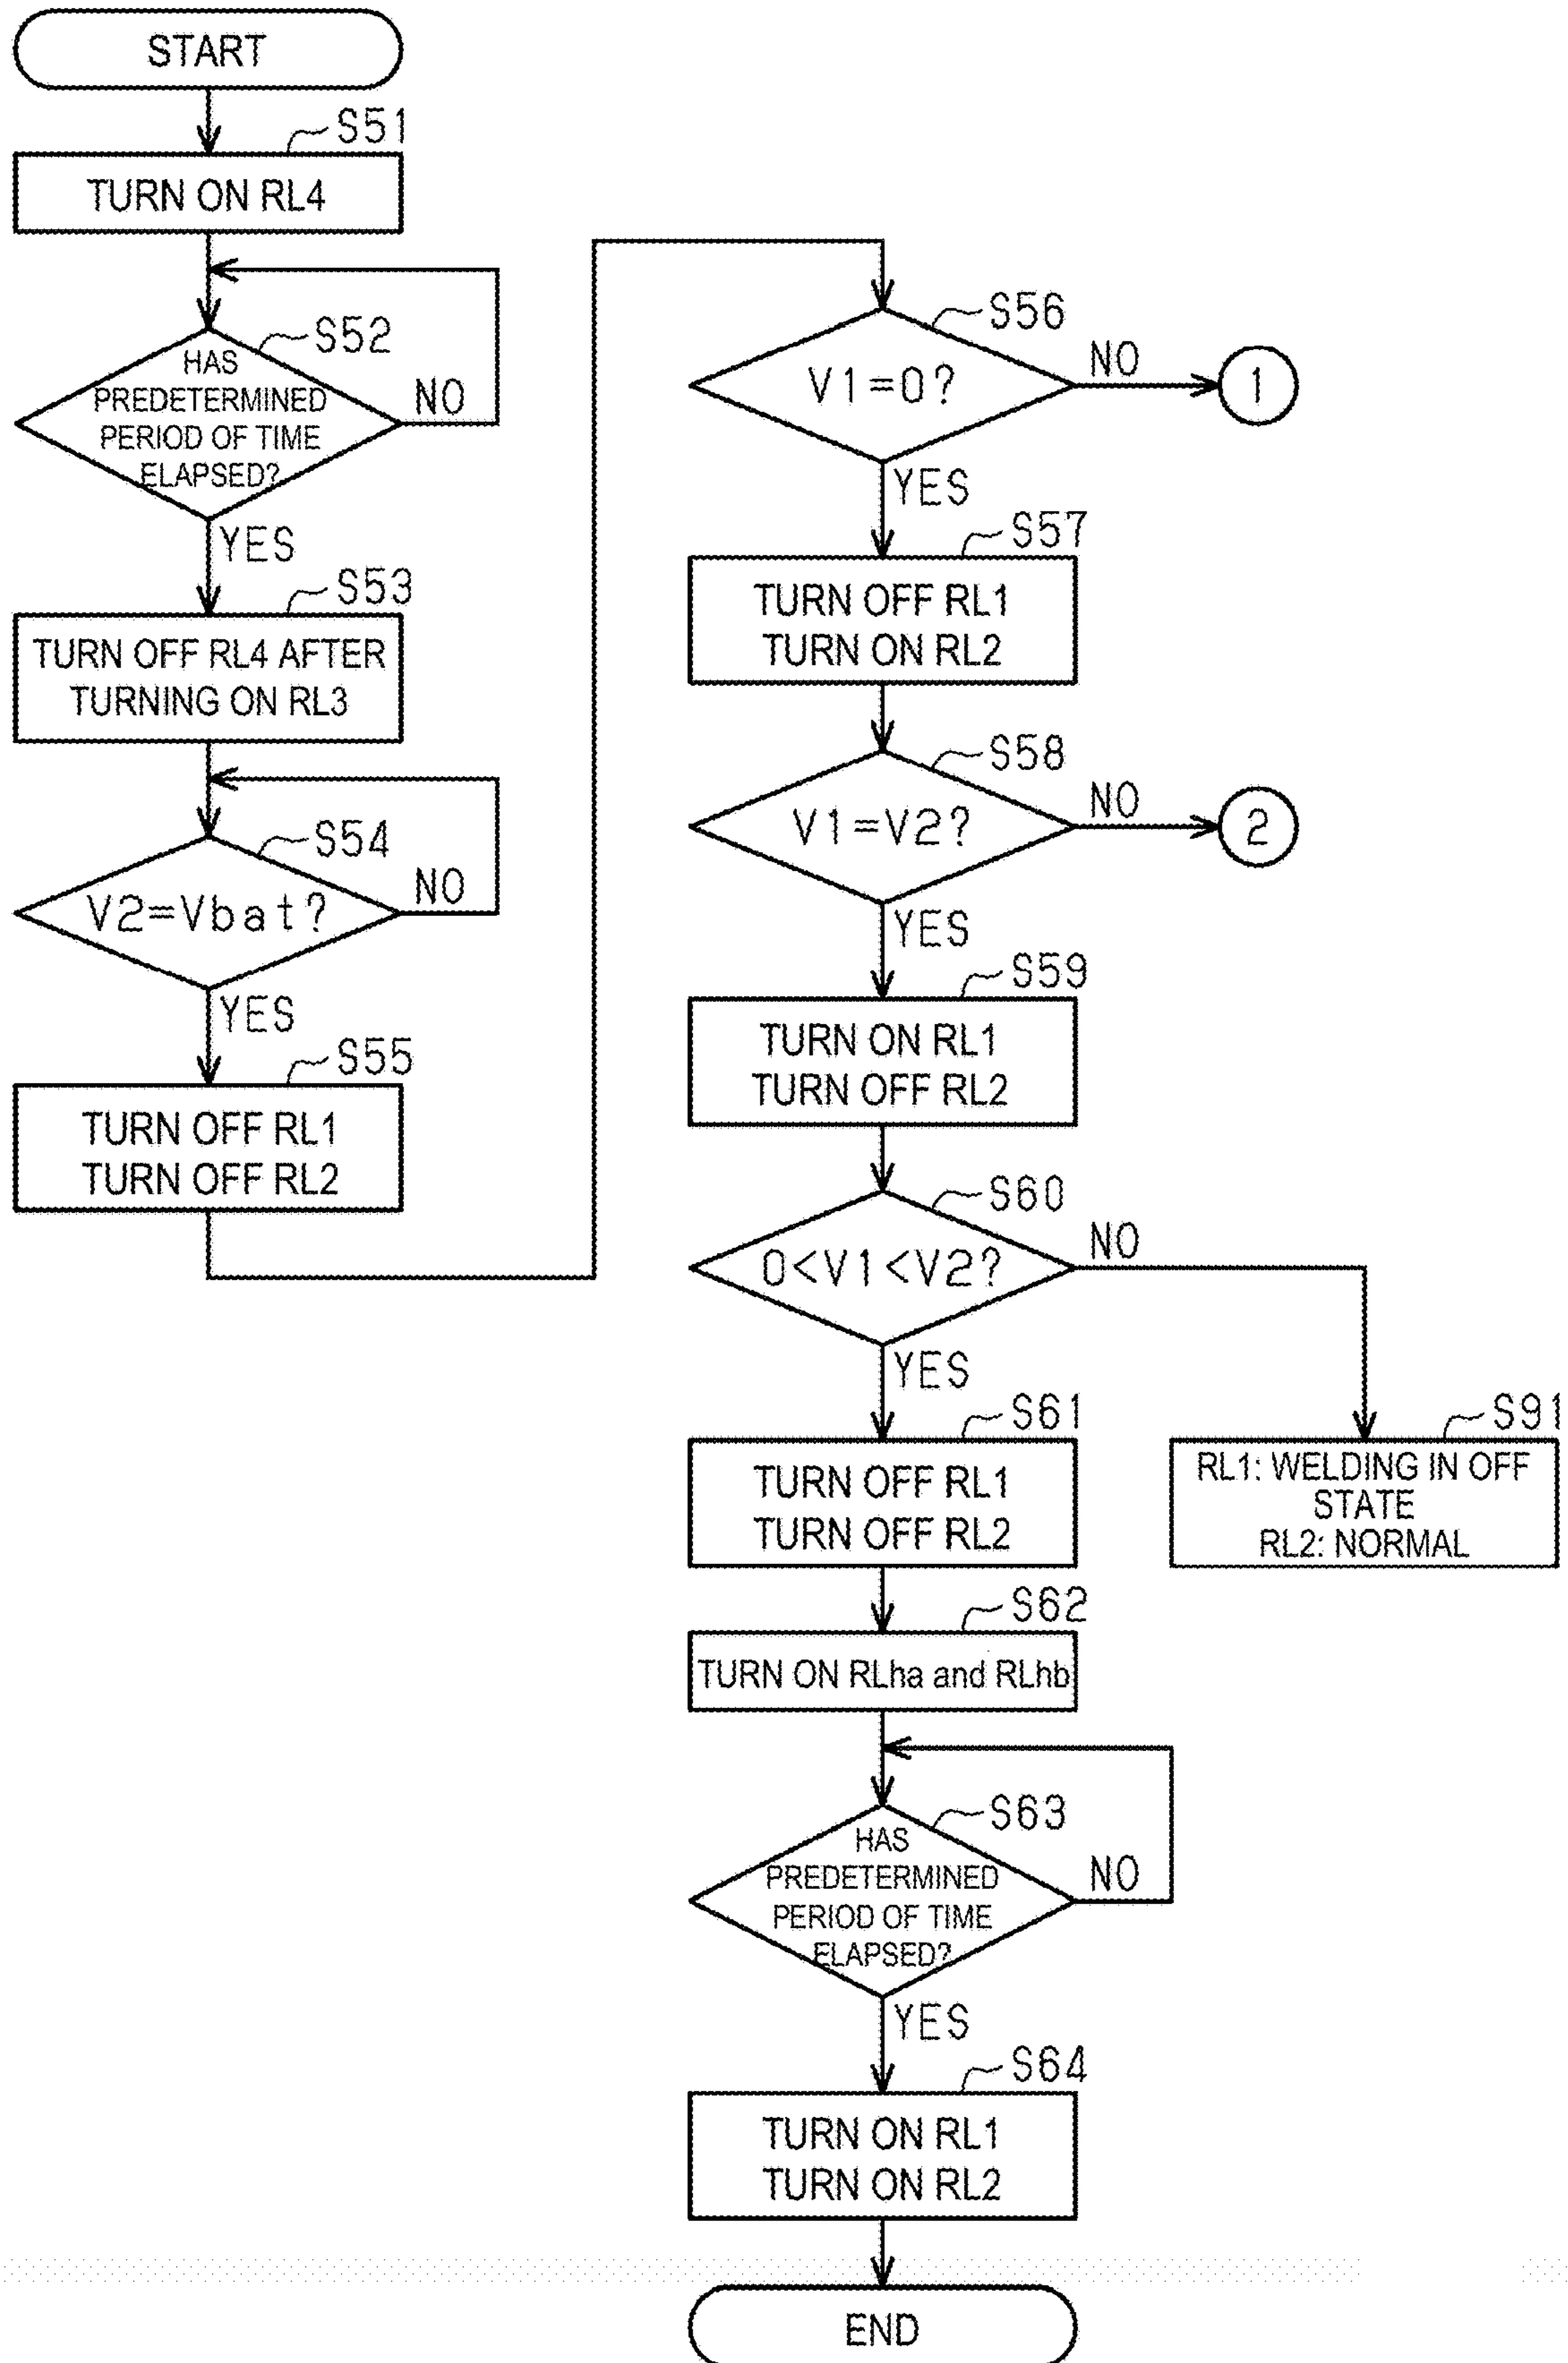 START
S51
TURN ON RL4
S52
HAS
PREDETERMINED
PERIOD OF TIME
ELAPSED?
NO
YES
S53
TURN OFF RL4 AFTER
TURNING ON RL3
S54
V2=Vbat?
NO
YES
S55
TURN OFF RL1
TURN OFF RL2
S56
V1=0?
NO
1
YES
S57
TURN OFF RL1
TURN ON RL2
S58
V1=V2?
NO
2
YES
S59
TURN ON RL1
TURN OFF RL2
S60
0<V1<V2?
NO
YES
S91
RL1: WELDING IN OFF
STATE
RL2: NORMAL
S61
TURN OFF RL1
TURN OFF RL2
S62
TURN ON RLha and RLhb
S63
HAS
PREDETERMINED
PERIOD OF TIME
ELAPSED?
NO
YES
S64
TURN ON RL1
TURN ON RL2
END